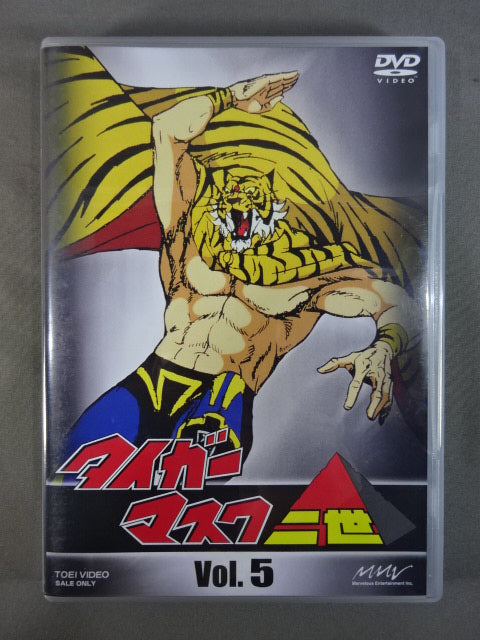 DVD
VIDEO
タイガー
マスク二世
Vol. 5
TOEI VIDEO
SALE ONLY
MMV
Marvelous Entertainment Inc.